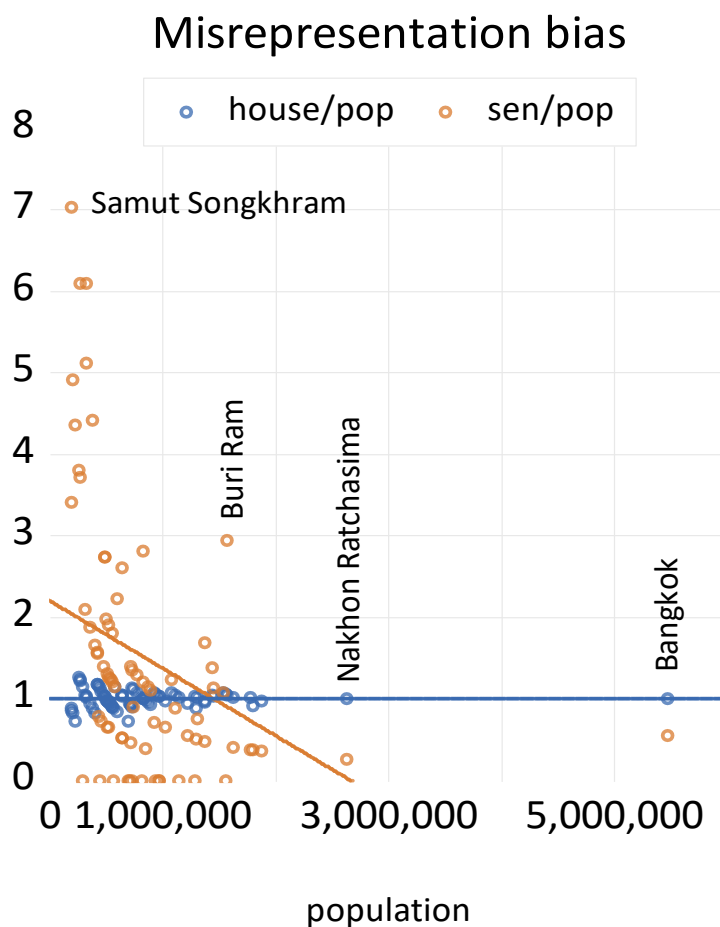 Misrepresentation bias
house/pop sen/pop
8
7
Samut Songkhram
6
5
4
Buri Ram
3
Nakhon Ratchasima
Bangkok
2
1
0
0 1,000,000 3,000,000 5,000,000
population